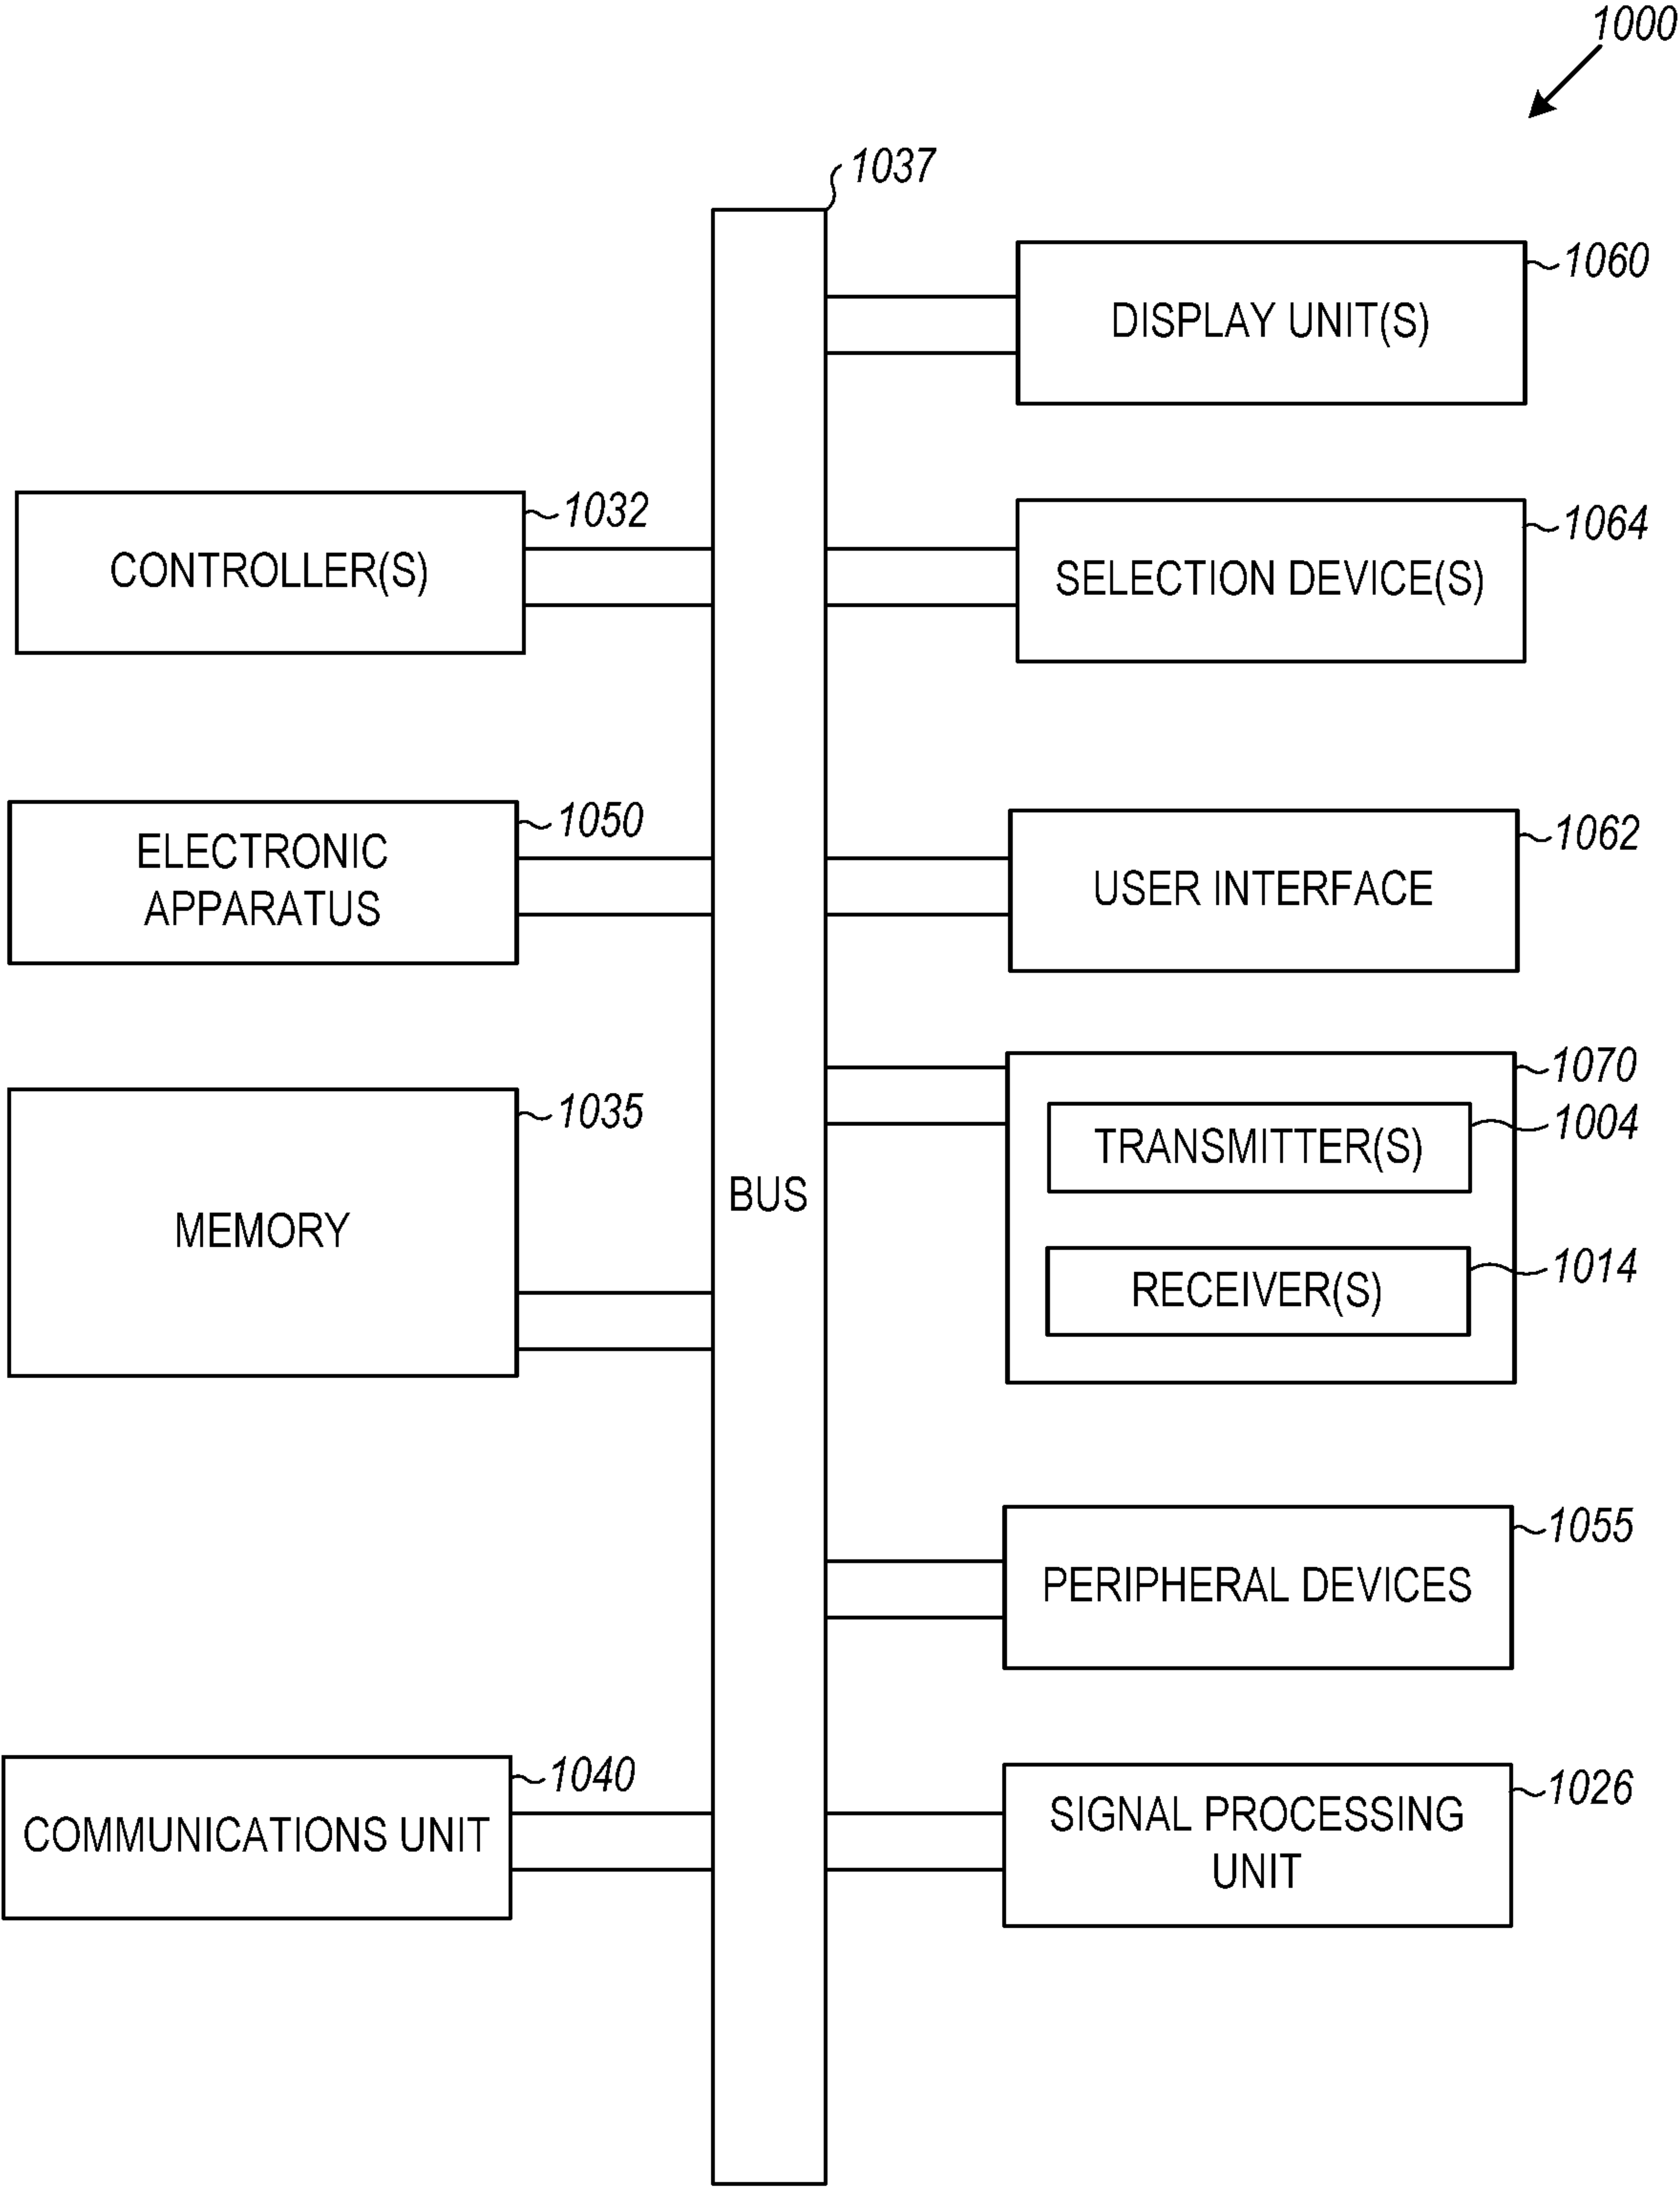 1000
1037
1060
DISPLAY UNIT(S)
1032
CONTROLLER(S)
1064
SELECTION DEVICE(S)
1050
ELECTRONIC
APPARATUS
1062
USER INTERFACE
1070
1035
MEMORY
BUS
1004
TRANSMITTER(S)
1014
RECEIVER(S)
1055
PERIPHERAL DEVICES
1040
COMMUNICATIONS UNIT
1026
SIGNAL PROCESSING
UNIT